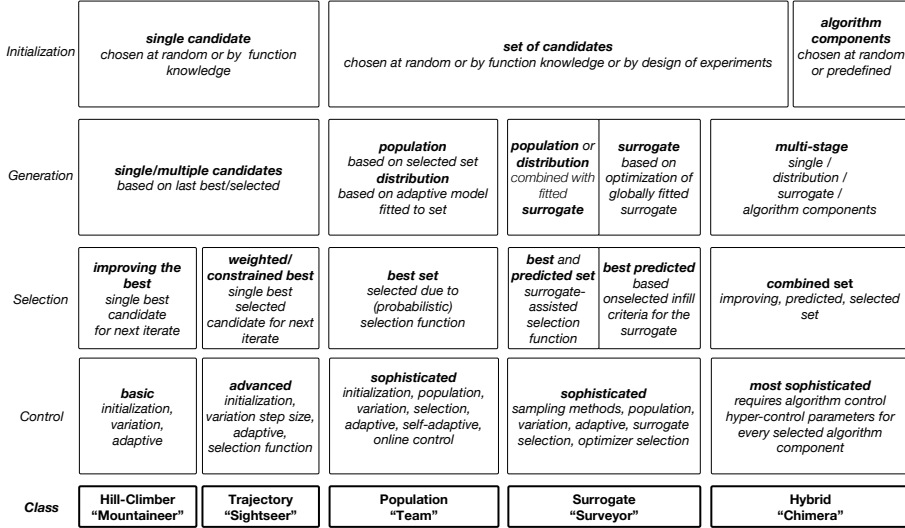 Initialization
single candidate
chosen at random or by function
knowledge
set of candidates
chosen at random or by function knowledge or by design of experiments
algorithm
components
chosen at random
or predefined
Generation
single/multiple candidates
based on last best/selected
population
based on selected set
distribution
based on adaptive model
fitted to set
population or
distribution
combined with
fitted
surrogate
surrogate
based on
optimization of
globally fitted
surrogate
multi-stage
single /
distribution /
surrogate /
algorithm components
Selection
improving the
best
single best
candidate
for next iterate
weighted/
constrained best
single best
selected
candidate for next
iterate
best set
selected due to
(probabilistic)
selection function
best and
predicted set
surrogate-
assisted
selection
function
best predicted
based
onselected infill
criteria for the
surrogate
combined set
improving, predicted, selected
set
Control
basic
initialization,
variation,
adaptive
advanced
initialization,
variation step size,
adaptive,
selection function
sophisticated
initialization, population,
variation, selection,
adaptive, self-adaptive,
online control
sophisticated
sampling methods, population,
variation, adaptive, surrogate
selection, optimizer selection
most sophisticated
requires algorithm control
hyper-control parameters for
every selected algorithm
component
Class
Hill-Climber
“Mountaineer”
Trajectory
“Sightseer”
Population
“Team”
Surrogate
“Surveyor”
Hybrid
“Chimera”